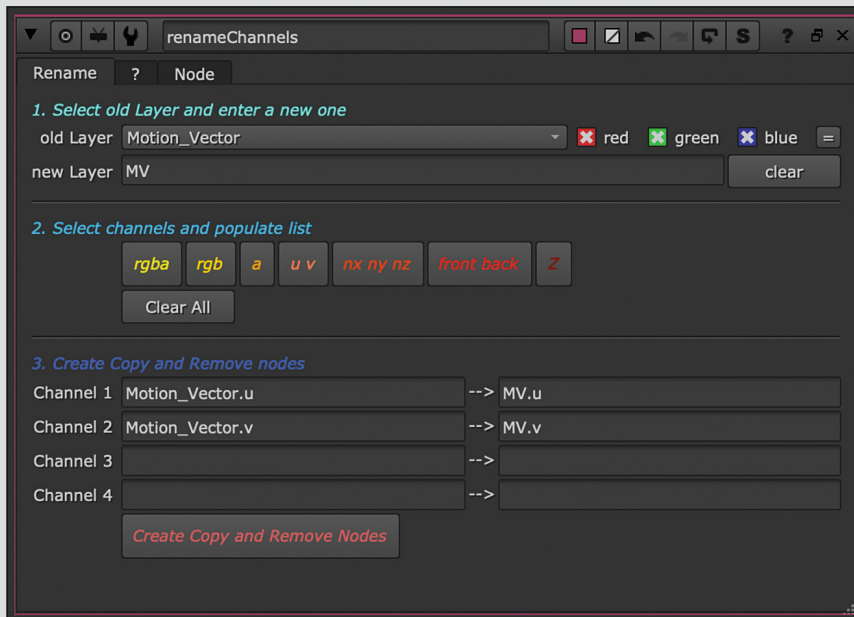 renameChannels S ?
Rename ? Node
1. Select old Layer and enter a new one
old Layer Motion_Vector red green blue =
new Layer MV clear
2. Select channels and populate list
rgba rgb a u v nx ny nz front back Z
Clear All
3. Create Copy and Remove nodes
Channel 1 Motion_Vector.u --> MV.u
Channel 2 Motion_Vector.v --> MV.v
Channel 3 -->
Channel 4 -->
Create Copy and Remove Nodes